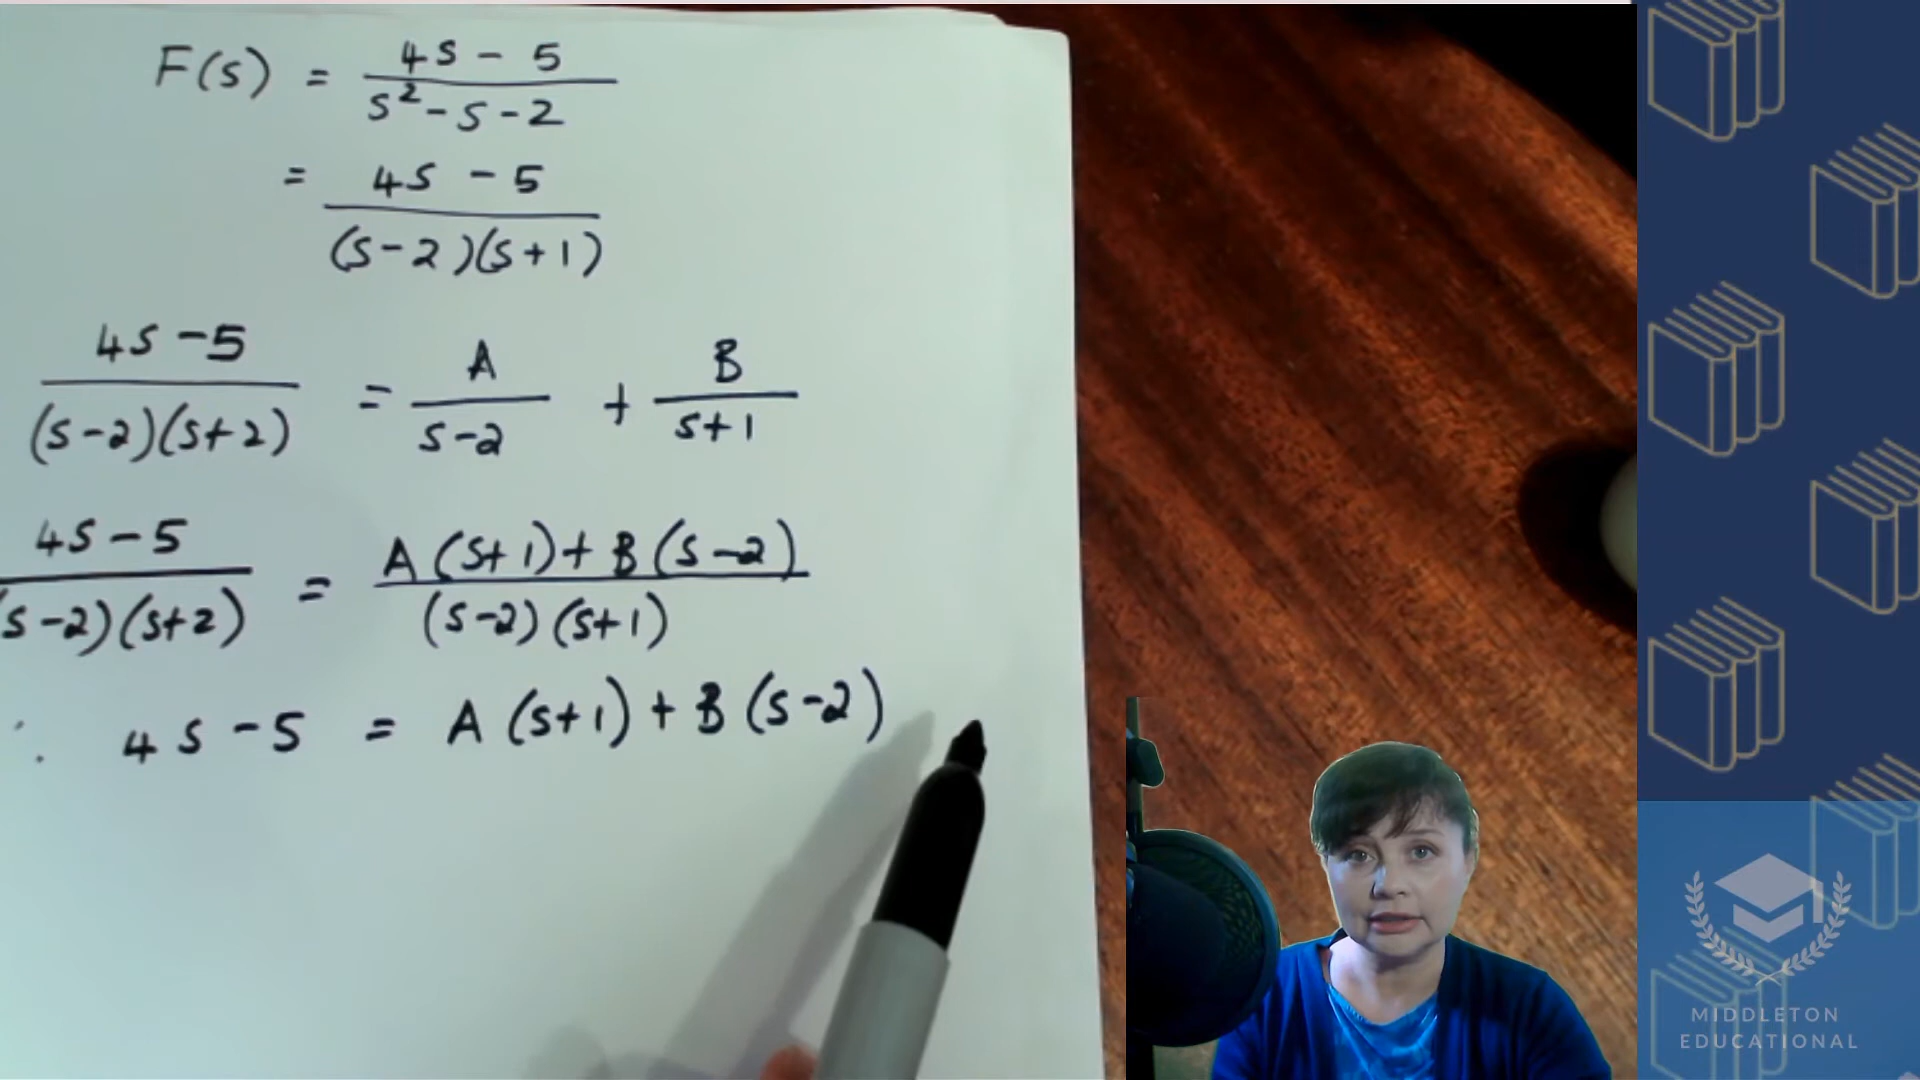 F(s) = 4s - 5
s² - s - 2
= 4s - 5
(s-2)(s+1)
4s - 5 = A + B
(s-2)(s+2) s-2 s+1
4s - 5 = A(s+1) + B(s-2)
(s-2)(s+2) (s-2)(s+1)
∴ 4s - 5 = A(s+1) + B(s-2)
MIDDLETON
EDUCATIONAL